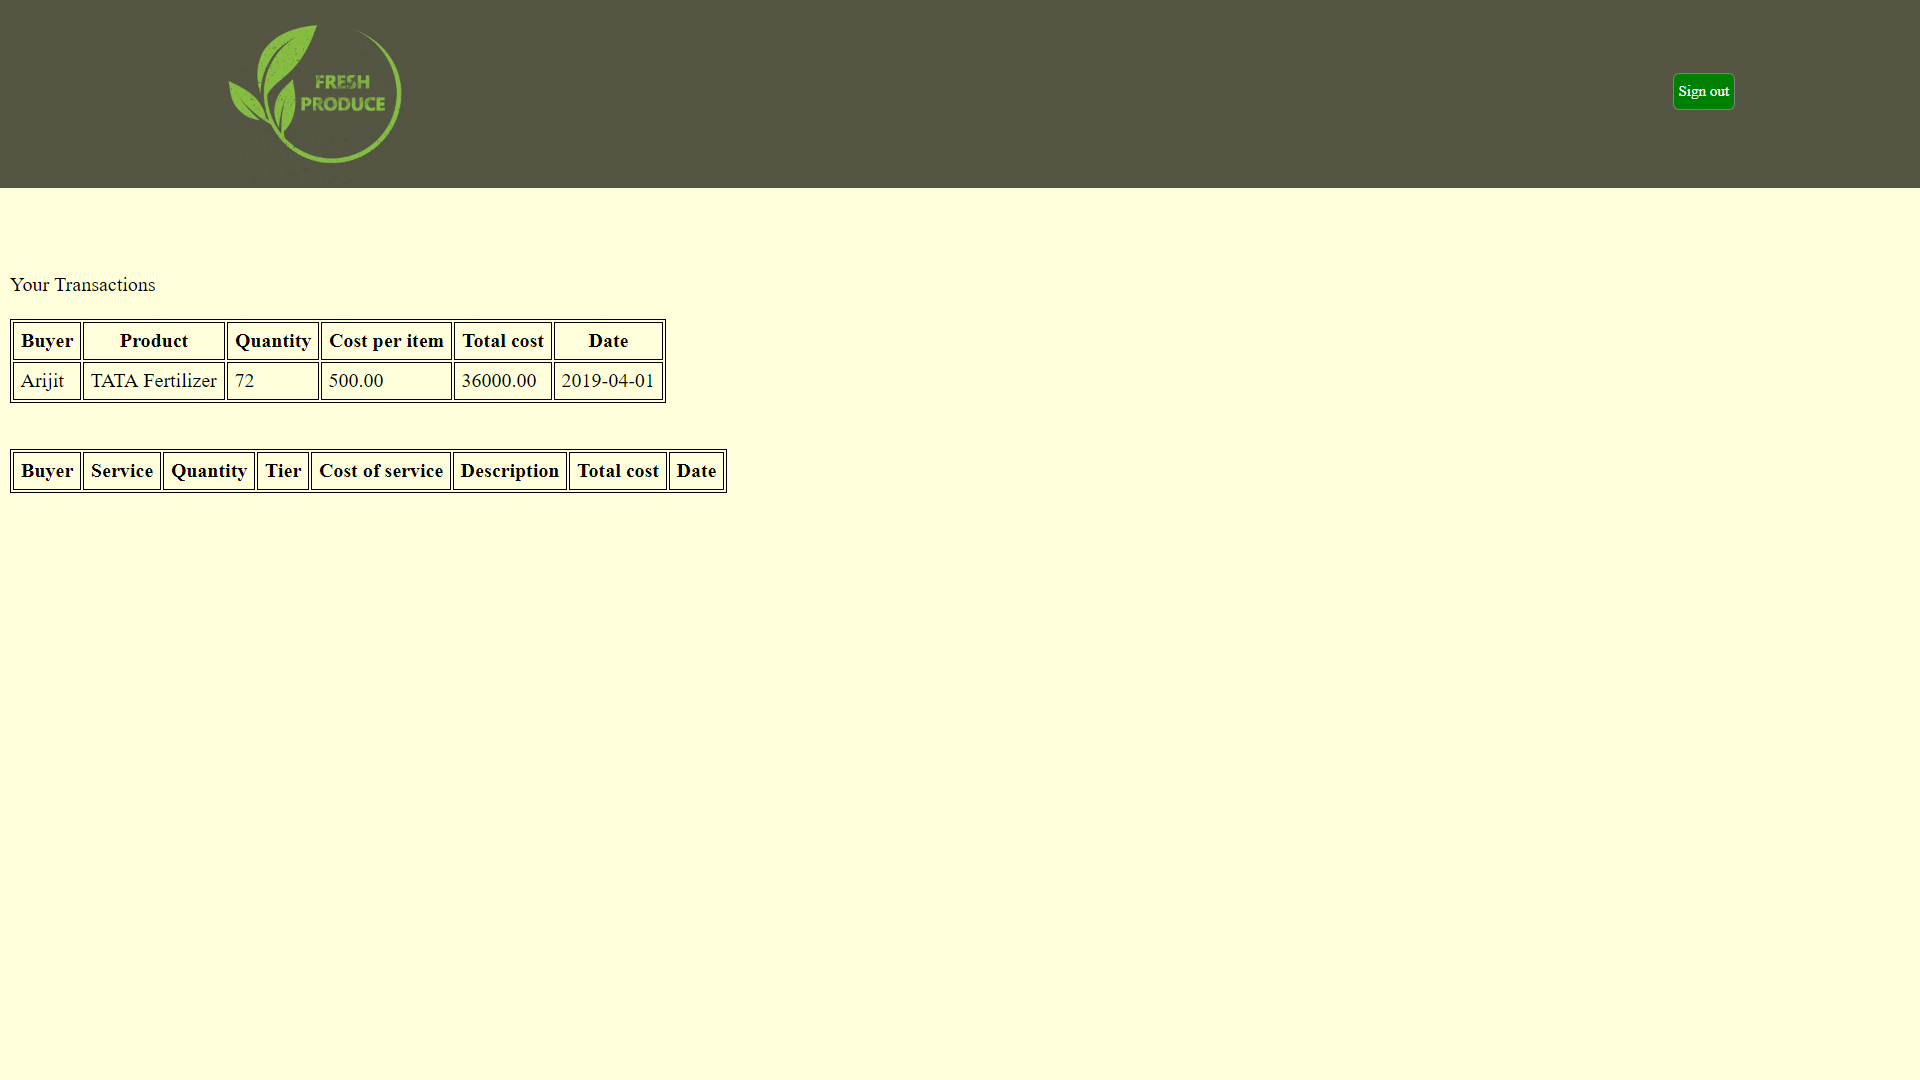 FRESH
PRODUCE
Sign out
Your Transactions
Buyer Product Quantity Cost per item Total cost Date
Arijit TATA Fertilizer 72 500.00 36000.00 2019-04-01
Buyer Service Quantity Tier Cost of service Description Total cost Date